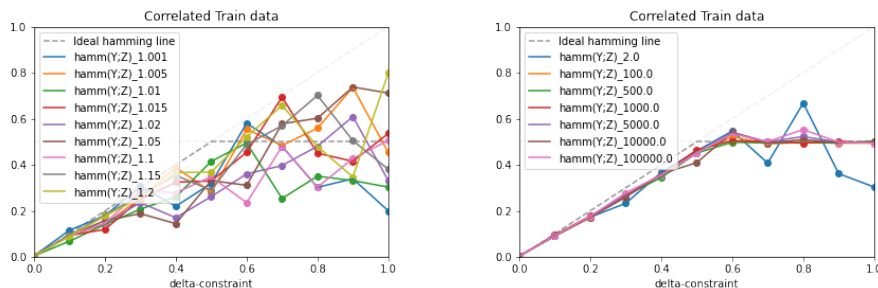 Correlated Train data
1.0
0.8
0.6
0.4
0.2
0.0
Ideal hamming line
hamm(Y;Z)_1.001
hamm(Y;Z)_1.005
hamm(Y;Z)_1.01
hamm(Y;Z)_1.015
hamm(Y;Z)_1.02
hamm(Y;Z)_1.05
hamm(Y;Z)_1.1
hamm(Y;Z)_1.15
hamm(Y;Z)_1.2
0.0 0.2 0.4 0.6 0.8 1.0
delta-constraint
Correlated Train data
1.0
0.8
0.6
0.4
0.2
0.0
Ideal hamming line
hamm(Y;Z)_2.0
hamm(Y;Z)_100.0
hamm(Y;Z)_500.0
hamm(Y;Z)_1000.0
hamm(Y;Z)_5000.0
hamm(Y;Z)_10000.0
hamm(Y;Z)_100000.0
0.0 0.2 0.4 0.6 0.8 1.0
delta-constraint